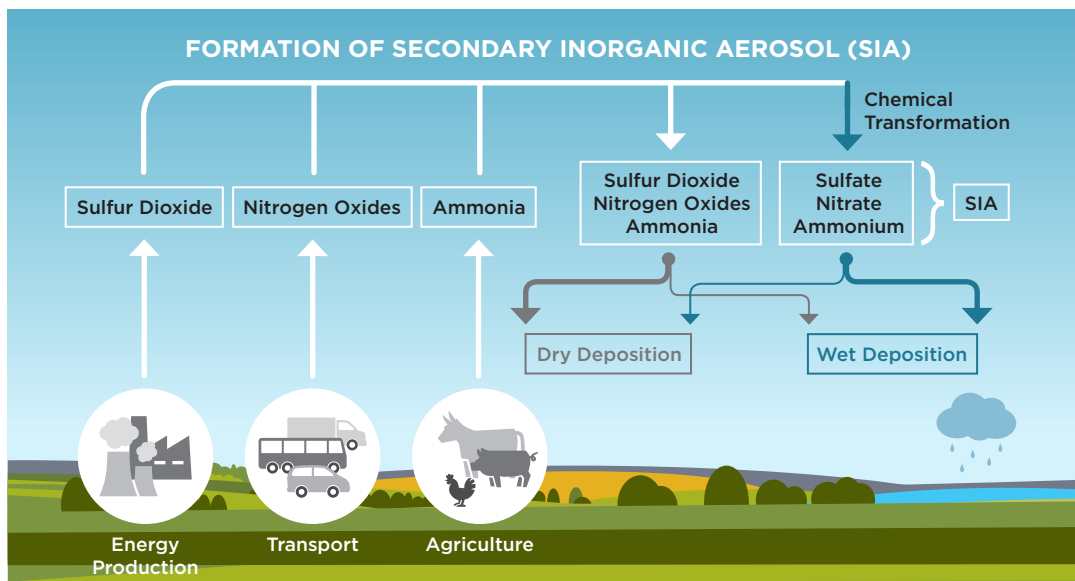 FORMATION OF SECONDARY INORGANIC AEROSOL (SIA)
Chemical
Transformation
Sulfur Dioxide
Nitrogen Oxides
Ammonia
Sulfur Dioxide
Nitrogen Oxides
Ammonia
Sulfate
Nitrate
Ammonium
SIA
Dry Deposition
Wet Deposition
Energy
Production
Transport
Agriculture